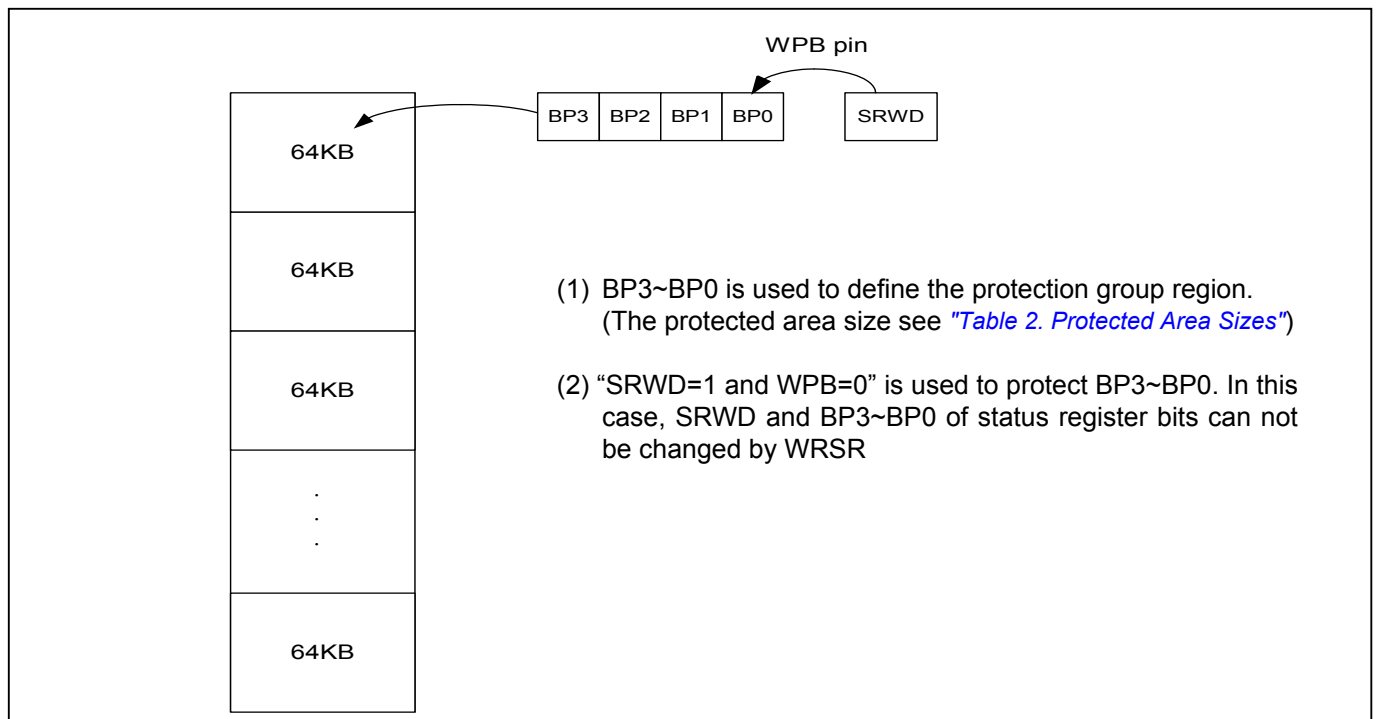 WPB pin
BP3 BP2 BP1 BP0 SRWD
64KB
64KB
64KB
.
.
.
64KB
(1) BP3~BP0 is used to define the protection group region.
(The protected area size see "Table 2. Protected Area Sizes")
(2) “SRWD=1 and WPB=0” is used to protect BP3~BP0. In this
case, SRWD and BP3~BP0 of status register bits can not
be changed by WRSR